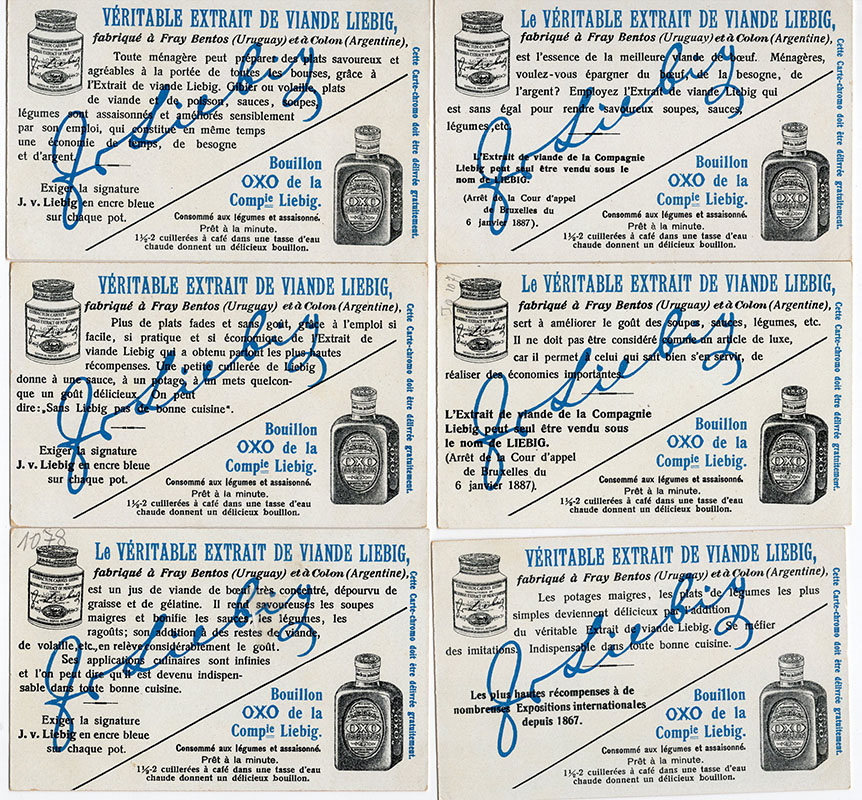 VÉRITABLE EXTRAIT DE VIANDE LIEBIG,
fabriqué à Fray Bentos (Uruguay) et à Colon (Argentine),
Toute ménagère peut préparer des plats savoureux et
agréables à la portée de toutes les bourses, grâce à
l'Extrait de viande Liebig. Gibier ou volaille, plats
de viande et de poisson, sauces, soupes,
légumes sont assaisonnés et améliorés sensiblement
par son emploi, qui constitue en même temps
une économie de temps, de besogne
et d'argent.
Exiger la signature
J. v. Liebig en encre bleue
sur chaque pot.
Bouillon
OXO de la
Compie Liebig.
Consommé aux légumes et assaisonné.
Prêt à la minute.
1½-2 cuillerées à café dans une tasse d'eau
chaude donnent un délicieux bouillon.
Cette Carte-chromo doit être délivrée gratuitement.
J v Liebig
OXO
Le VÉRITABLE EXTRAIT DE VIANDE LIEBIG,
fabriqué à Fray Bentos (Uruguay) et à Colon (Argentine),
est l'essence de la meilleure viande de bœuf. Ménagères,
voulez-vous épargner du bœuf, de la besogne, de
l'argent? Employez l'Extrait de viande Liebig qui
est sans égal pour rendre savoureux soupes, sauces,
légumes, etc.
L'Extrait de viande de la Compagnie
Liebig peut seul être vendu sous le
nom de LIEBIG.
(Arrêt de la Cour d'appel
de Bruxelles du
6 janvier 1887).
Bouillon
OXO de la
Compie Liebig.
Consommé aux légumes et assaisonné.
Prêt à la minute.
1½-2 cuillerées à café dans une tasse d'eau
chaude donnent un délicieux bouillon.
Cette Carte-chromo doit être délivrée gratuitement.
J v Liebig
OXO
VÉRITABLE EXTRAIT DE VIANDE LIEBIG,
fabriqué à Fray Bentos (Uruguay) et à Colon (Argentine),
Plus de plats fades et sans goût, grâce à l'emploi si
facile, si pratique et si économique de l'Extrait de
viande Liebig qui a obtenu partout les plus hautes
récompenses. Une petite cuillerée de Liebig
donne à une sauce, à un potage, à un mets quelcon-
que un goût délicieux. On peut
dire: „Sans Liebig pas de bonne cuisine“.
Exiger la signature
J. v. Liebig en encre bleue
sur chaque pot.
Bouillon
OXO de la
Compie Liebig.
Consommé aux légumes et assaisonné.
Prêt à la minute.
1½-2 cuillerées à café dans une tasse d'eau
chaude donnent un délicieux bouillon.
Cette Carte-chromo doit être délivrée gratuitement.
J v Liebig
OXO
Le VÉRITABLE EXTRAIT DE VIANDE LIEBIG,
fabriqué à Fray Bentos (Uruguay) et à Colon (Argentine),
sert à améliorer le goût des soupes, sauces, légumes, etc.
Il ne doit pas être considéré comme un article de luxe,
car il permet à celui qui sait bien s'en servir, de
réaliser des économies importantes.
L'Extrait de viande de la Compagnie
Liebig peut seul être vendu sous
le nom de LIEBIG.
(Arrêt de la Cour d'appel
de Bruxelles du
6 janvier 1887).
Bouillon
OXO de la
Compie Liebig.
Consommé aux légumes et assaisonné.
Prêt à la minute.
1½-2 cuillerées à café dans une tasse d'eau
chaude donnent un délicieux bouillon.
Cette Carte-chromo doit être délivrée gratuitement.
J v Liebig
OXO
1078
Le VÉRITABLE EXTRAIT DE VIANDE LIEBIG,
fabriqué à Fray Bentos (Uruguay) et à Colon (Argentine),
est un jus de viande de bœuf concentré, dépourvu de
graisse et de gélatine. Il rend savoureuses les soupes
maigres et bonifie les sauces, les légumes, les
ragoûts; son addition aux restes de viande,
de volaille, etc., en relève considérablement le goût.
Ses applications culinaires sont infinies
et l'on peut dire qu'il est devenu indispen-
sable dans toute bonne cuisine.
Exiger la signature
J. v. Liebig en encre bleue
sur chaque pot.
Bouillon
OXO de la
Compie Liebig.
Consommé aux légumes et assaisonné.
Prêt à la minute.
1½-2 cuillerées à café dans une tasse d'eau
chaude donnent un délicieux bouillon.
Cette Carte-chromo doit être délivrée gratuitement.
J v Liebig
OXO
VÉRITABLE EXTRAIT DE VIANDE LIEBIG,
fabriqué à Fray Bentos (Uruguay) et à Colon (Argentine),
Les potages maigres, les plats de légumes les plus
simples deviennent délicieux par l'addition
du véritable Extrait de viande Liebig. Se méfier
des imitations. Indispensable dans toute bonne cuisine.
Les plus hautes récompenses à de
nombreuses Expositions internationales
depuis 1867.
Bouillon
OXO de la
Compie Liebig.
Consommé aux légumes et assaisonné.
Prêt à la minute.
1½-2 cuillerées à café dans une tasse d'eau
chaude donnent un délicieux bouillon.
Cette Carte-chromo doit être délivrée gratuitement.
J v Liebig
OXO